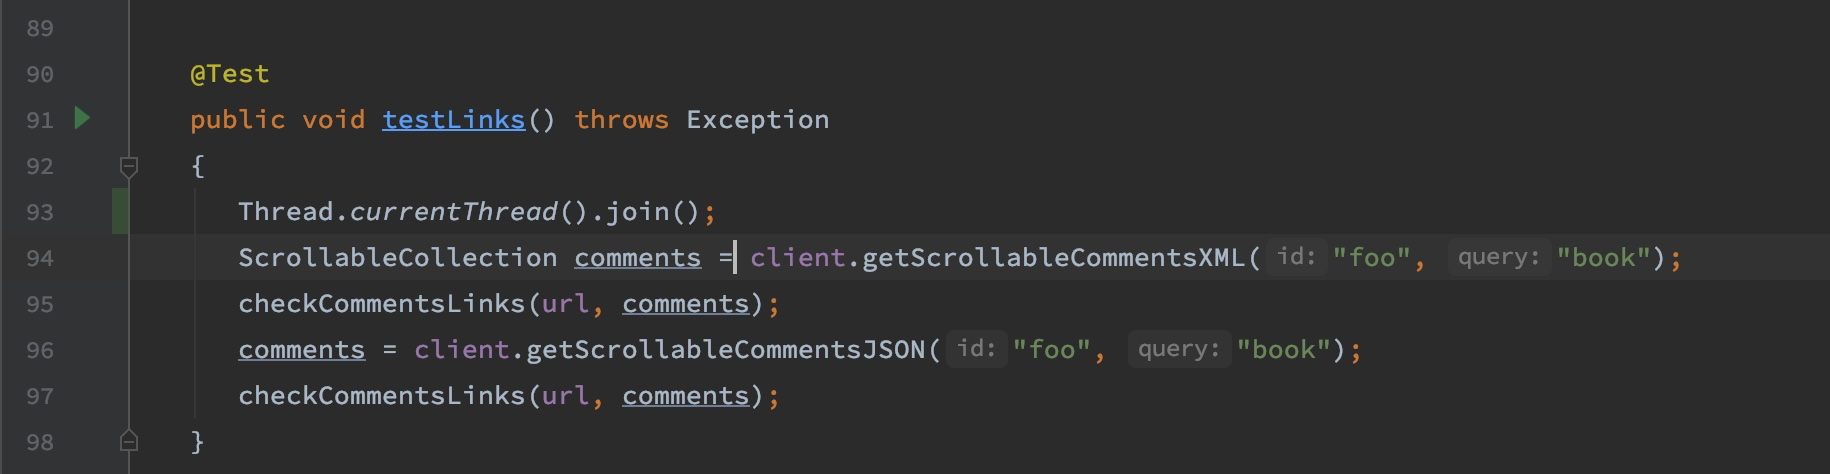 89
90 @Test
91 public void testLinks() throws Exception
92 {
93 Thread.currentThread().join();
94 ScrollableCollection comments = client.getScrollableCommentsXML( id: "foo", query: "book");
95 checkCommentsLinks(url, comments);
96 comments = client.getScrollableCommentsJSON( id: "foo", query: "book");
97 checkCommentsLinks(url, comments);
98 }